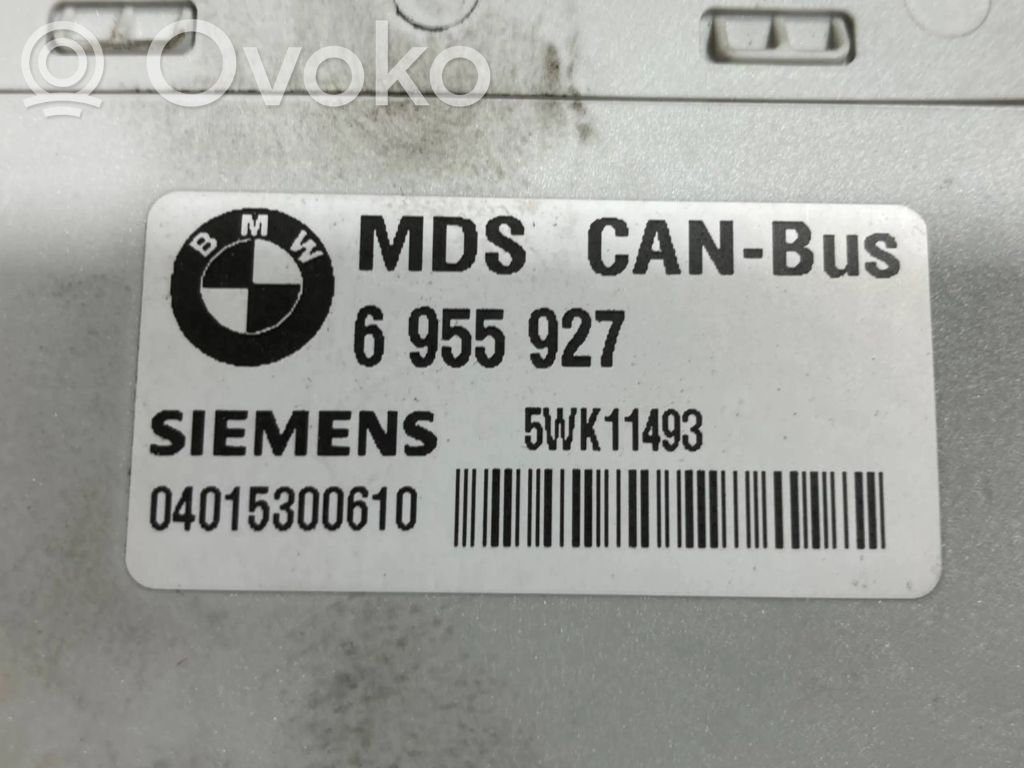 Ovoko
BMW
MDS CAN-Bus
6 955 927
SIEMENS 5WK11493
04015300610